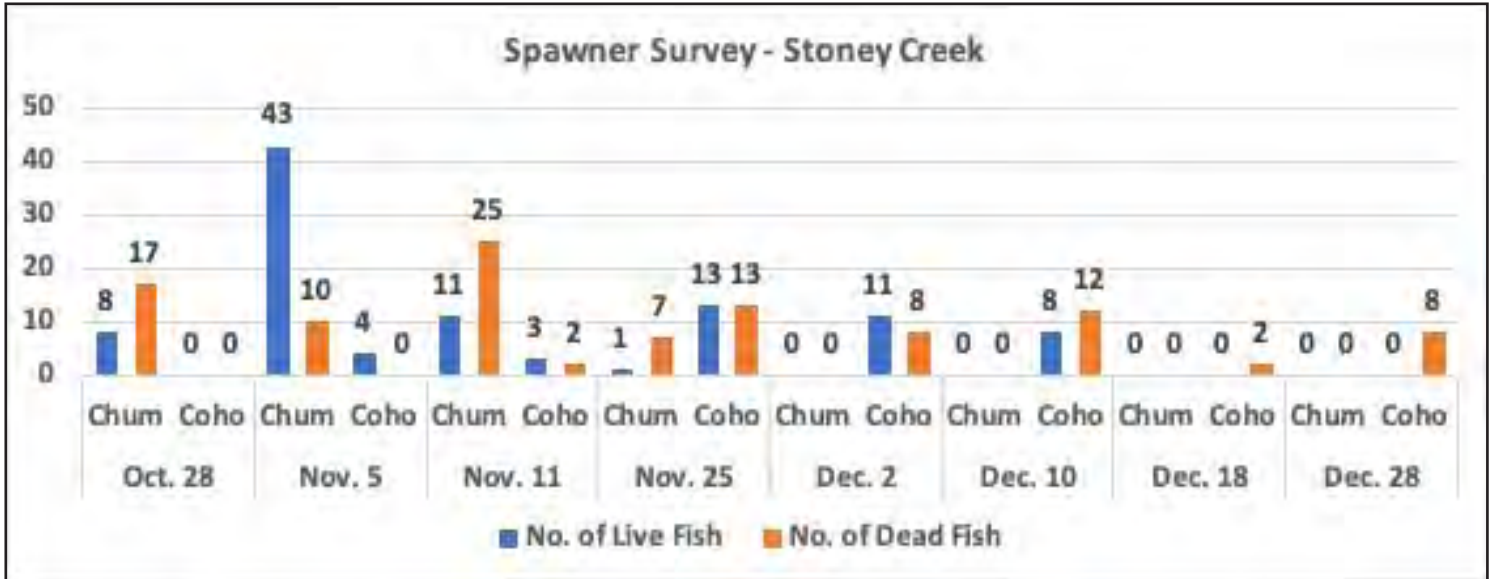 Spawner Survey - Stoney Creek
50
40
30
20
10
0
8 17 0 0 43 10 4 0 11 25 3 2 1 7 13 13 0 0 11 8 0 0 8 12 0 0 0 2 0 0 0 8
Chum Coho Chum Coho Chum Coho Chum Coho Chum Coho Chum Coho Chum Coho Chum Coho
Oct. 28 Nov. 5 Nov. 11 Nov. 25 Dec. 2 Dec. 10 Dec. 18 Dec. 28
No. of Live Fish No. of Dead Fish